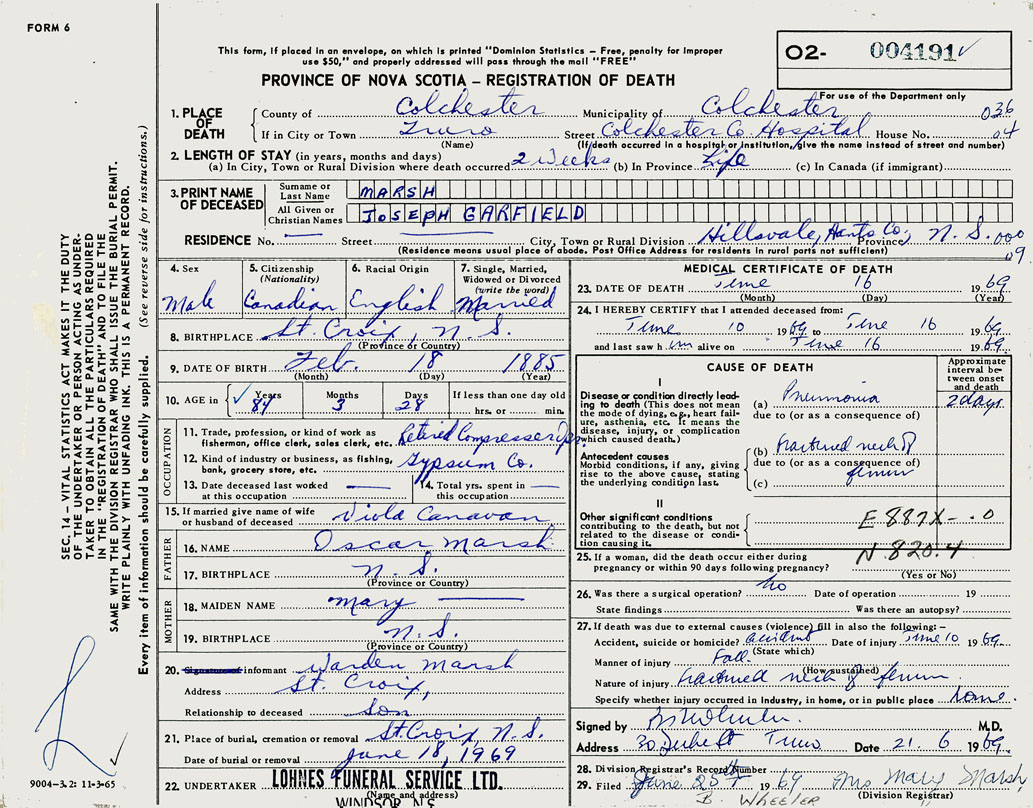 FORM 6
This form, if placed in an envelope, on which is printed "Dominion Statistics – Free, penalty for improper
use $50," and properly addressed will pass through the mail "FREE"
PROVINCE OF NOVA SCOTIA – REGISTRATION OF DEATH
O2- 004191 ✓
For use of the Department only
SEC. 14 – VITAL STATISTICS ACT MAKES IT THE DUTY
OF THE UNDERTAKER OR PERSON ACTING AS UNDER-
TAKER TO OBTAIN ALL THE PARTICULARS REQUIRED
IN THE "REGISTRATION OF DEATH" AND TO FILE THE
SAME WITH THE DIVISION REGISTRAR WHO SHALL ISSUE THE BURIAL PERMIT.
WRITE PLAINLY WITH UNFADING INK. THIS IS A PERMANENT RECORD.
Every item of information should be carefully supplied. (See reverse side for instructions.)
9004-3.2: 11-3-65
1. PLACE OF DEATH
County of Colchester Municipality of Colchester 036
If in City or Town Truro Street Colchester Co. Hospital House No. 04
(Name) (If death occurred in a hospital or institution, give the name instead of street and number)
2. LENGTH OF STAY (in years, months and days)
(a) In City, Town or Rural Division where death occurred 2 Weeks (b) In Province Life (c) In Canada (if immigrant)
3. PRINT NAME OF DECEASED
Surname or Last Name MARSH
All Given or Christian Names JOSEPH GARFIELD
RESIDENCE No. — Street — City, Town or Rural Division Hillsvale, Hants Co., Province N. S. 000
(Residence means usual place of abode. Post Office Address for residents in rural parts not sufficient) 09
4. Sex Male
5. Citizenship (Nationality) Canadian
6. Racial Origin English
7. Single, Married, Widowed or Divorced (write the word) Married
8. BIRTHPLACE St. Croix, N. S.
(Province or Country)
9. DATE OF BIRTH Feb. 18 1885
(Month) (Day) (Year)
10. AGE in ✓ Years 84 Months 3 Days 28 If less than one day old hrs. or min.
OCCUPATION
11. Trade, profession, or kind of work as fisherman, office clerk, sales clerk, etc. Retired Compresser Op.
12. Kind of industry or business, as fishing, bank, grocery store, etc. Gypsum Co.
13. Date deceased last worked at this occupation —
14. Total yrs. spent in this occupation —
15. If married give name of wife or husband of deceased Viola Canavan
FATHER
16. NAME Oscar Marsh
17. BIRTHPLACE N. S.
(Province or Country)
MOTHER
18. MAIDEN NAME Mary —
19. BIRTHPLACE N. S.
(Province or Country)
20. Signature of informant Warden Marsh
Address St. Croix,
Relationship to deceased Son
21. Place of burial, cremation or removal St. Croix, N. S.
Date of burial or removal June 18, 1969
22. UNDERTAKER LOHNES FUNERAL SERVICE LTD.
(Name and address)
WINDSOR, N.S.
MEDICAL CERTIFICATE OF DEATH
23. DATE OF DEATH June 16 1969
(Month) (Day) (Year)
24. I HEREBY CERTIFY that I attended deceased from:
June 10 1969 to June 16 1969
and last saw him alive on June 16 1969.
CAUSE OF DEATH
Approximate interval between onset and death
I
Disease or condition directly leading to death (This does not mean the mode of dying, e.g., heart failure, asthenia, etc. It means the disease, injury, or complication which caused death.)
(a) Pneumonia 2 days
due to (or as a consequence of)
Antecedent causes
Morbid conditions, if any, giving rise to the above cause, stating the underlying condition last.
(b) fractured neck of
due to (or as a consequence of)
(c) femur
II
Other significant conditions contributing to the death, but not related to the disease or condition causing it.
E 887X-.0
N 820.4
25. If a woman, did the death occur either during pregnancy or within 90 days following pregnancy?
(Yes or No)
26. Was there a surgical operation? no Date of operation 19
State findings Was there an autopsy?
27. If death was due to external causes (violence) fill in also the following: –
Accident, suicide or homicide? accident Date of injury June 10 1969.
(State which)
Manner of injury Fall.
(How sustained)
Nature of injury fractured neck of femur
Specify whether injury occurred in industry, in home, or in public place home.
Signed by M.D.
Address 30 St Truro Date 21. 6 1969.
28. Division Registrar's Record Number
29. Filed June 25 1969 Mrs Mary Marsh
B. WHEELER (Division Registrar)